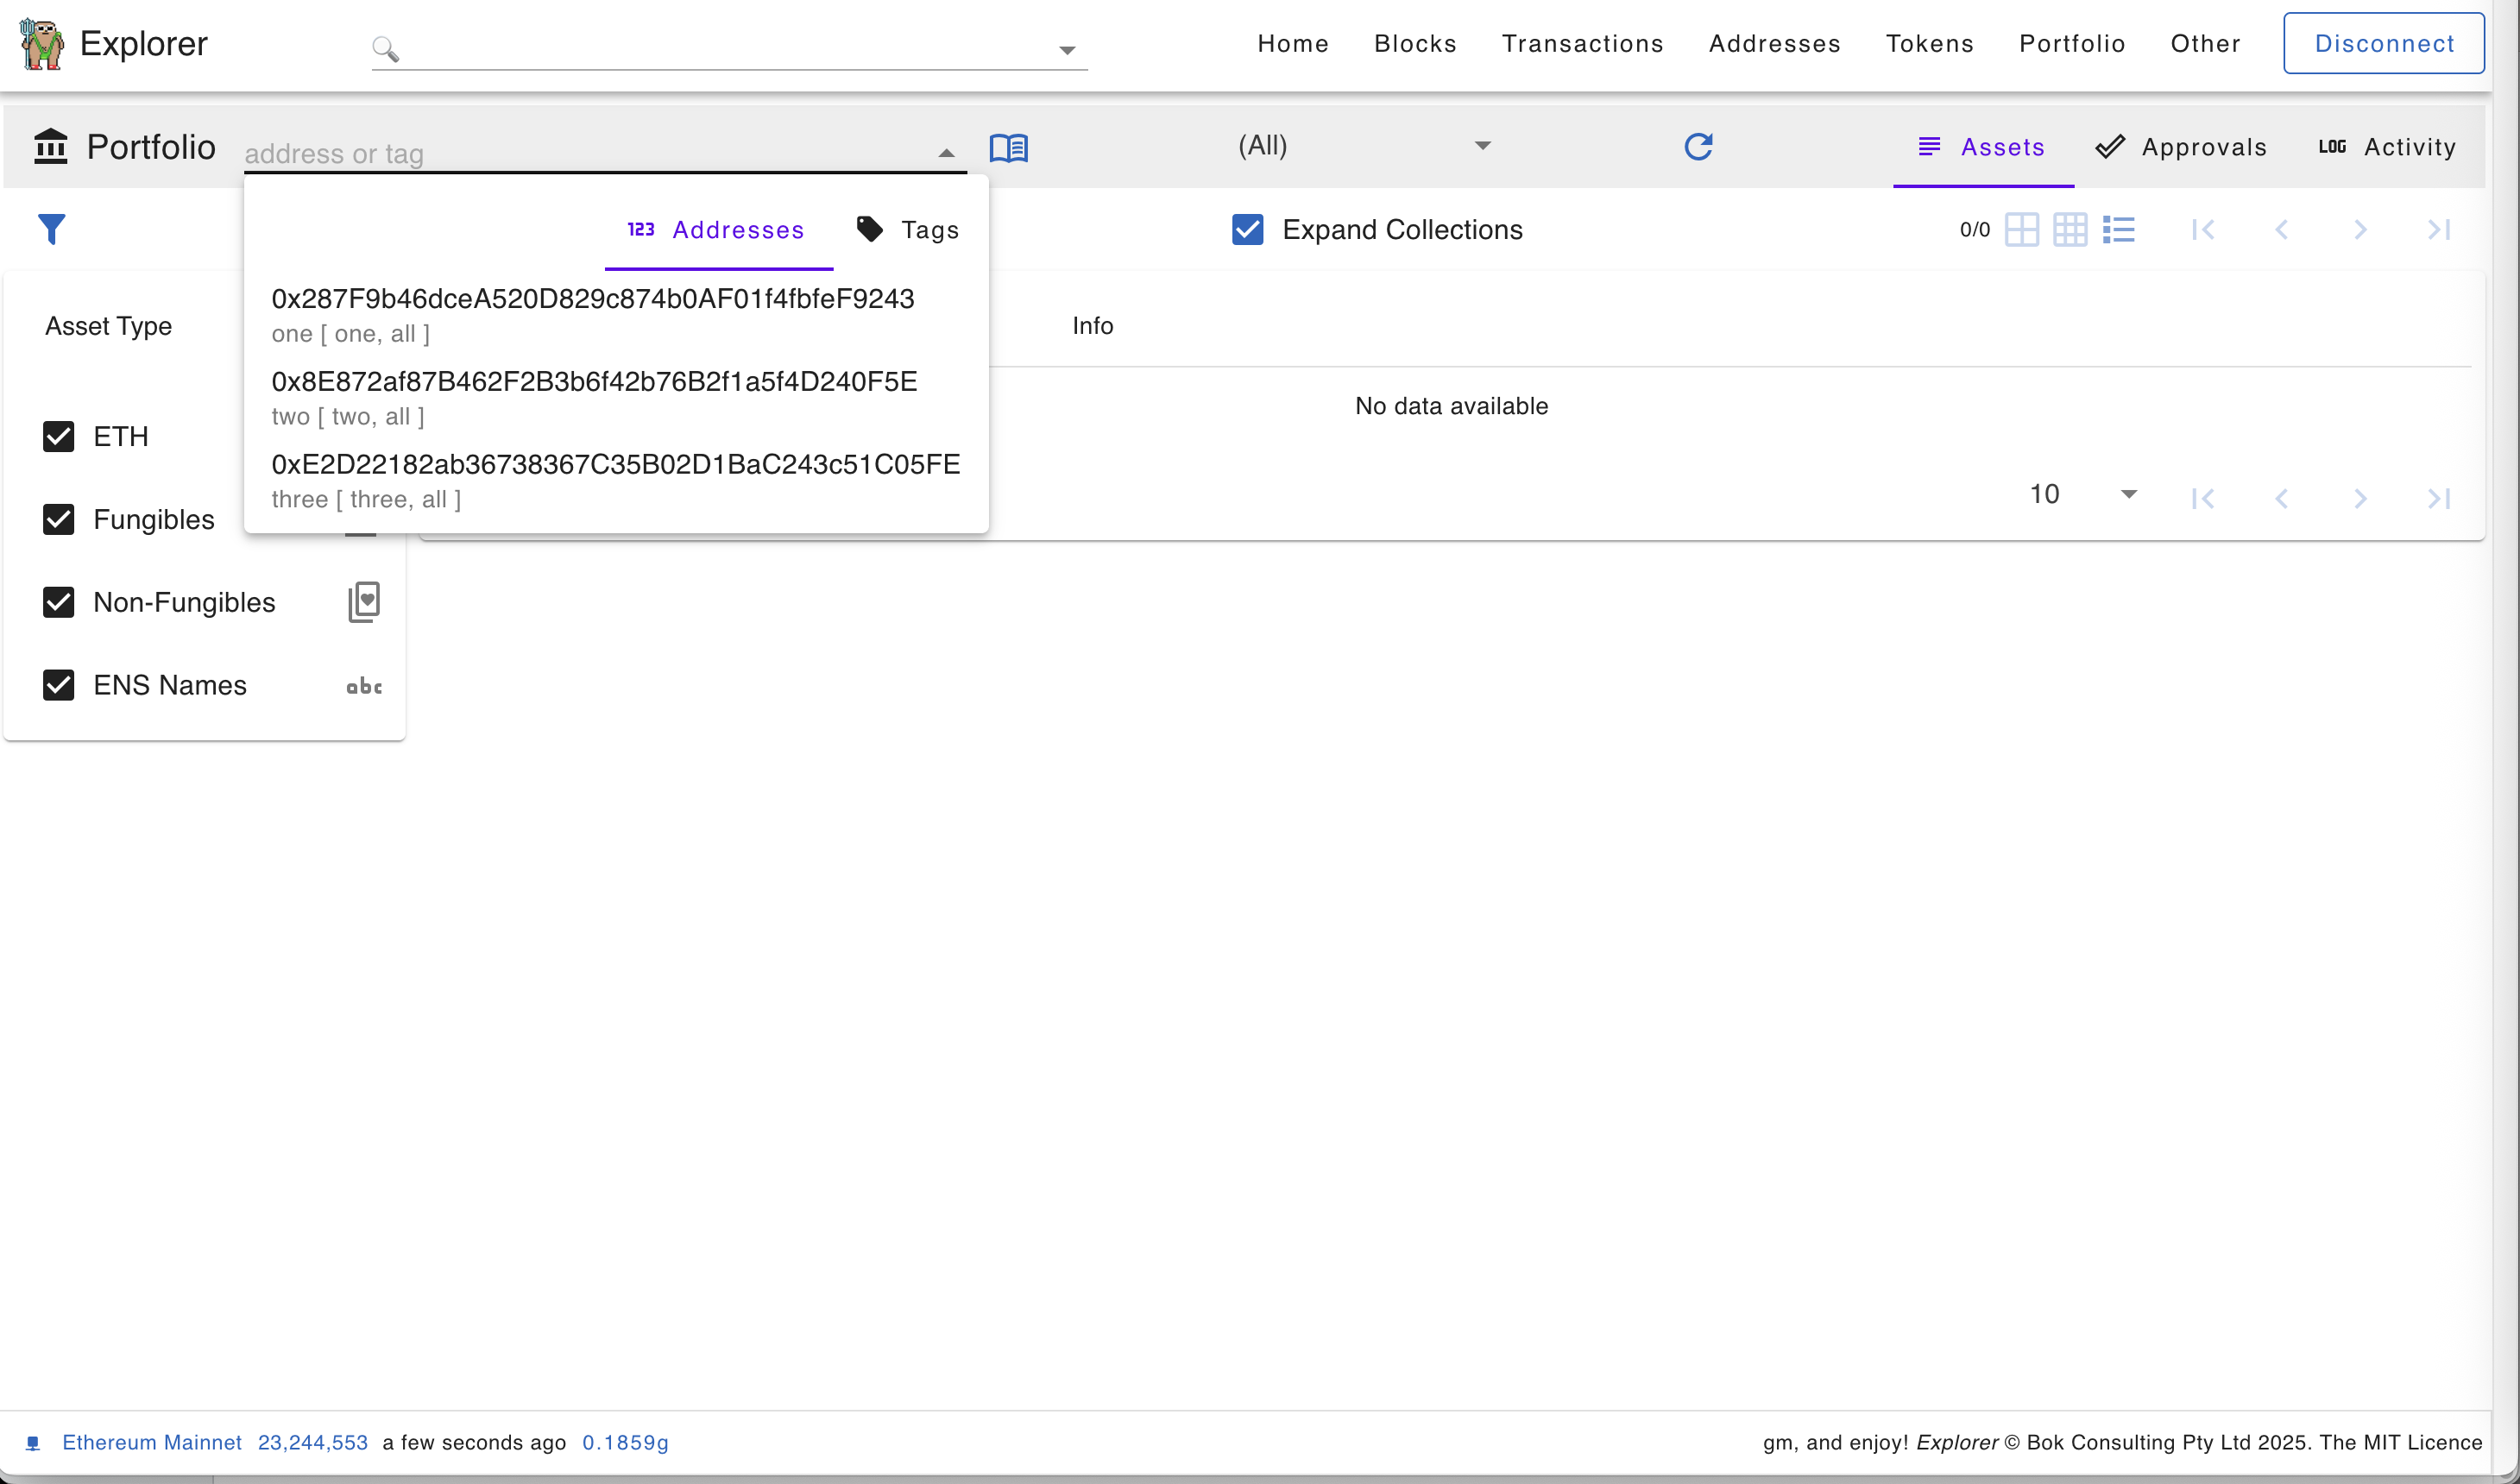 Explorer
Home Blocks Transactions Addresses Tokens Portfolio Other Disconnect
Portfolio address or tag (All) Assets Approvals LOG Activity
123 Addresses Tags Expand Collections 0/0
0x287F9b46dceA520D829c874b0AF01f4fbfeF9243
one [ one, all ]
0x8E872af87B462F2B3b6f42b76B2f1a5f4D240F5E
two [ two, all ]
0xE2D22182ab36738367C35B02D1BaC243c51C05FE
three [ three, all ]
Asset Type Info
No data available
ETH
10
Fungibles
Non-Fungibles
ENS Names abc
Ethereum Mainnet 23,244,553 a few seconds ago 0.1859g gm, and enjoy! Explorer © Bok Consulting Pty Ltd 2025. The MIT Licence